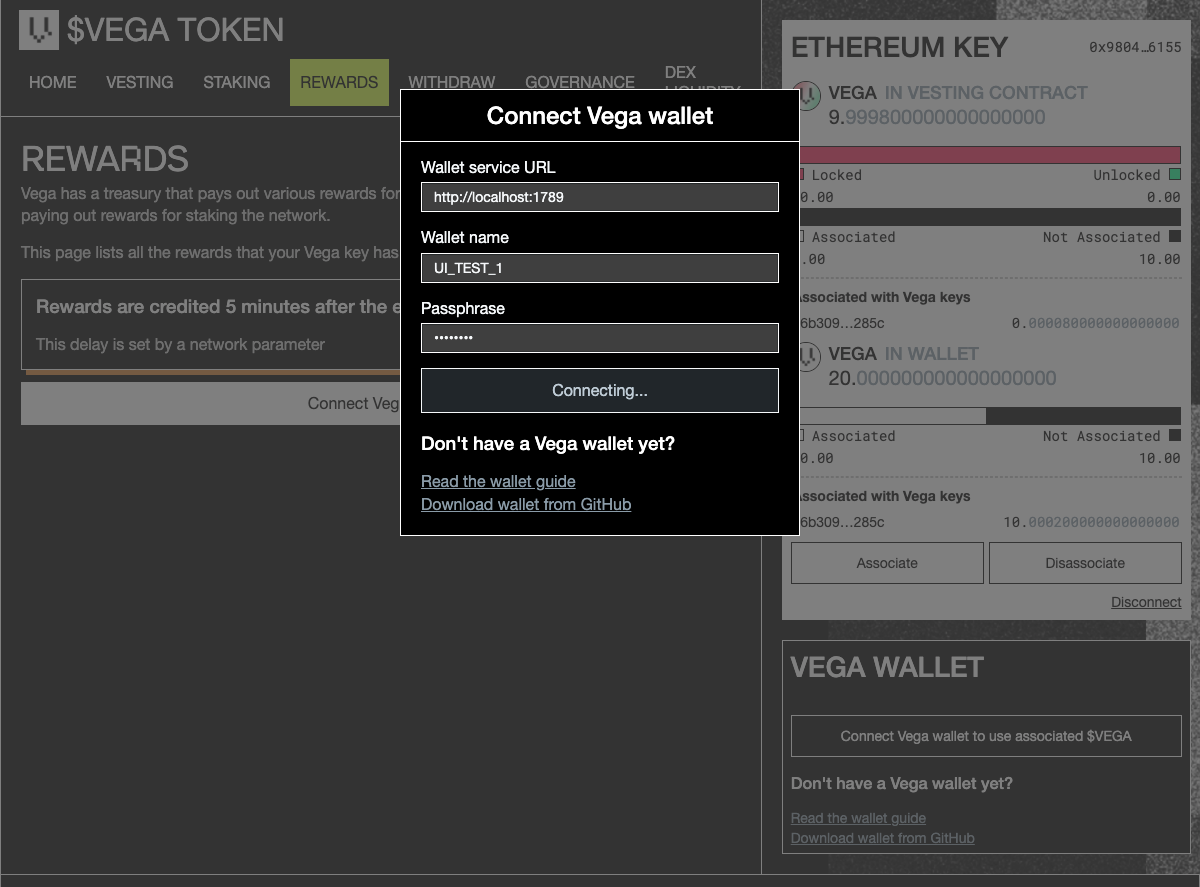 $VEGA TOKEN
HOME
VESTING
STAKING
REWARDS
WITHDRAW
GOVERNANCE
DEX
LIQUIDITY
REWARDS
Vega has a treasury that pays out various rewards for
paying out rewards for staking the network.
This page lists all the rewards that your Vega key has
Rewards are credited 5 minutes after the e
This delay is set by a network parameter
Connect Veg
Connect Vega wallet
Wallet service URL
http://localhost:1789
Wallet name
UI_TEST_1
Passphrase
••••••••
Connecting...
Don't have a Vega wallet yet?
Read the wallet guide
Download wallet from GitHub
ETHEREUM KEY
0x9804…6155
VEGA IN VESTING CONTRACT
9.999800000000000000
Locked
Unlocked
0.00
0.00
Associated
Not Associated
.00
10.00
Associated with Vega keys
6b309…285c
0.000080000000000000
VEGA IN WALLET
20.000000000000000000
Associated
Not Associated
0.00
10.00
Associated with Vega keys
6b309…285c
10.000200000000000000
Associate
Disassociate
Disconnect
VEGA WALLET
Connect Vega wallet to use associated $VEGA
Don't have a Vega wallet yet?
Read the wallet guide
Download wallet from GitHub